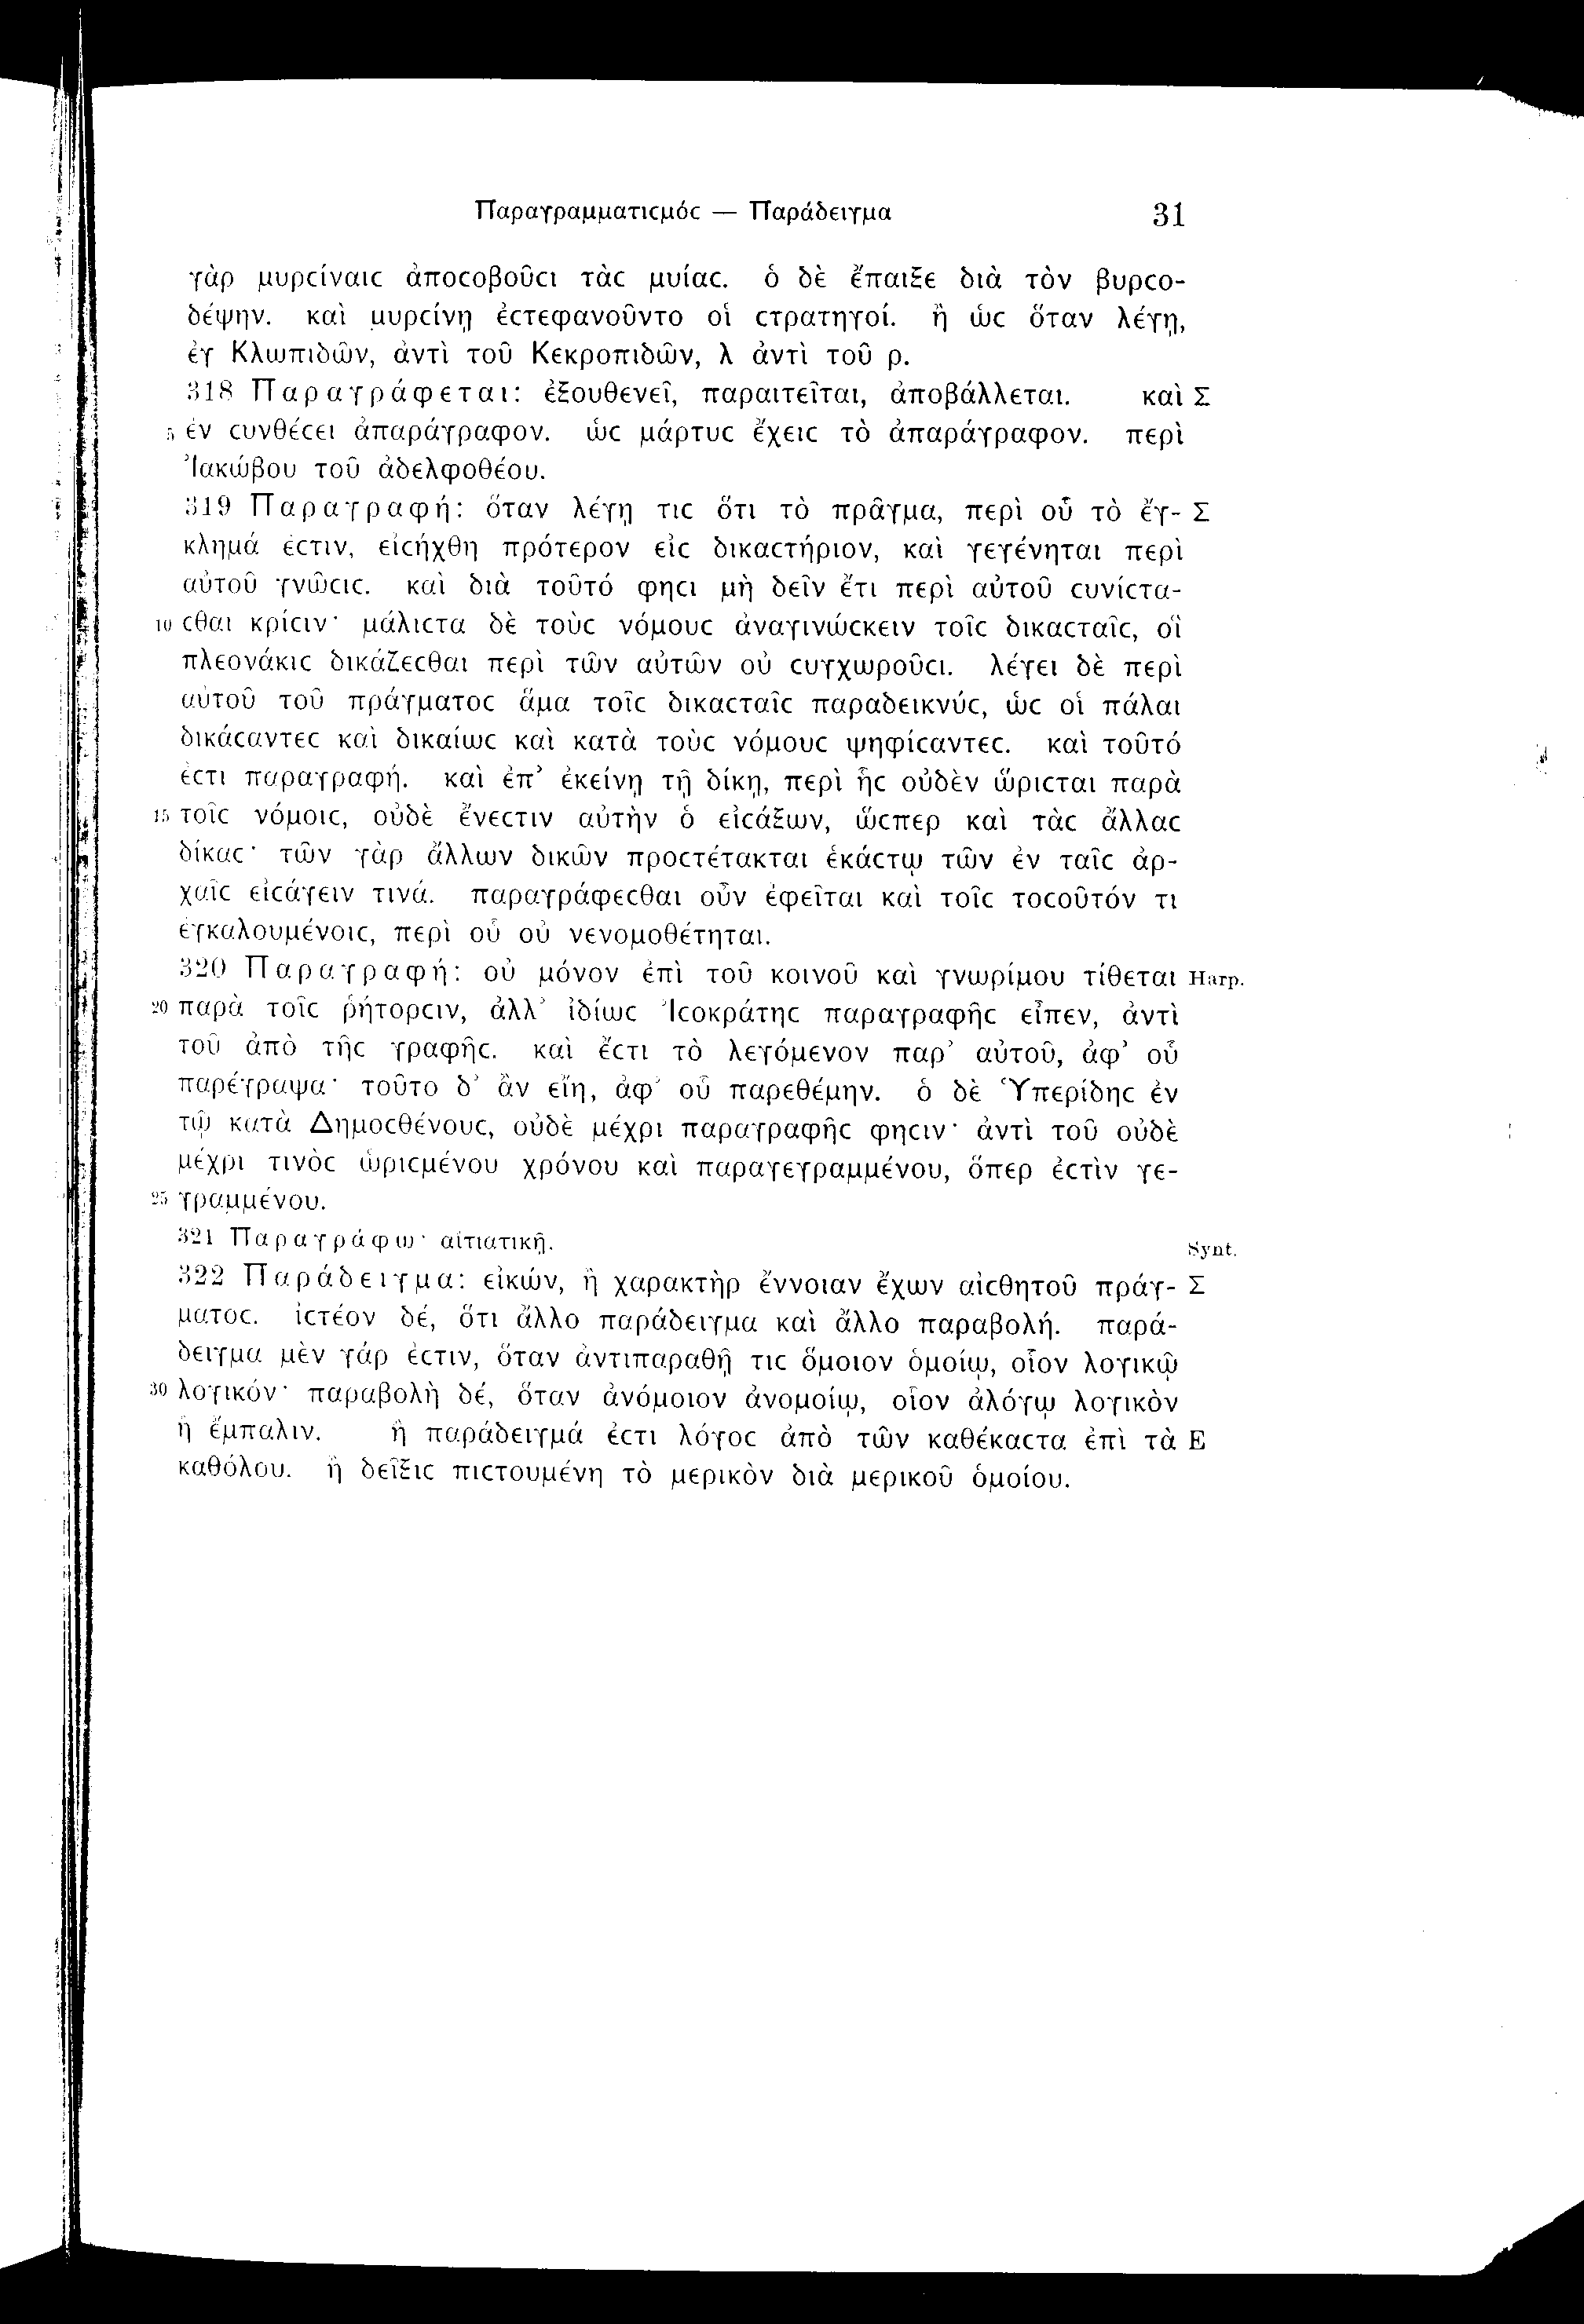 Παραγραμματιϲμόϲ — Παράδειγμα 31
γὰρ μυρϲίναιϲ ἀποϲοβοῦϲι τὰϲ μυίαϲ. ὁ δὲ ἔπαιξε διὰ τὸν βυρϲο-
δέψην. καὶ μυρϲίνῃ ἐϲτεφανοῦντο οἱ ϲτρατηγοί. ἢ ὡϲ ὅταν λέγῃ,
ἐγ Κλωπιδῶν, ἀντὶ τοῦ Κεκροπιδῶν, λ ἀντὶ τοῦ ρ.
318 Παραγράφεται: ἐξουθενεῖ, παραιτεῖται, ἀποβάλλεται. καὶ Σ
5 ἐν ϲυνθέϲει ἀπαράγραφον. ὡϲ μάρτυϲ ἔχειϲ τὸ ἀπαράγραφον. περὶ
Ἰακώβου τοῦ ἀδελφοθέου.
319 Παραγραφή: ὅταν λέγῃ τιϲ ὅτι τὸ πρᾶγμα, περὶ οὗ τὸ ἔγ- Σ
κλημά ἐϲτιν, εἰϲήχθη πρότερον εἰϲ δικαϲτήριον, καὶ γεγένηται περὶ
αὐτοῦ γνῶϲιϲ. καὶ διὰ τοῦτό φηϲι μὴ δεῖν ἔτι περὶ αὐτοῦ ϲυνίϲτα-
10 ϲθαι κρίϲιν· μάλιϲτα δὲ τοὺϲ νόμουϲ ἀναγινώϲκειν τοῖϲ δικαϲταῖϲ, οἳ
πλεονάκιϲ δικάζεϲθαι περὶ τῶν αὐτῶν οὐ ϲυγχωροῦϲι. λέγει δὲ περὶ
αὐτοῦ τοῦ πράγματοϲ ἅμα τοῖϲ δικαϲταῖϲ παραδεικνύϲ, ὡϲ οἱ πάλαι
δικάϲαντεϲ καὶ δικαίωϲ καὶ κατὰ τοὺϲ νόμουϲ ψηφίϲαντεϲ. καὶ τοῦτό
ἐϲτι παραγραφή. καὶ ἐπ’ ἐκείνῃ τῇ δίκῃ, περὶ ἧϲ οὐδὲν ὥριϲται παρὰ
15 τοῖϲ νόμοιϲ, οὐδὲ ἔνεϲτιν αὐτὴν ὁ εἰϲάξων, ὥϲπερ καὶ τὰϲ ἄλλαϲ
δίκαϲ· τῶν γὰρ ἄλλων δικῶν προϲτέτακται ἑκάϲτῳ τῶν ἐν ταῖϲ ἀρ-
χαῖϲ εἰϲάγειν τινά. παραγράφεϲθαι οὖν ἐφεῖται καὶ τοῖϲ τοϲοῦτόν τι
ἐγκαλουμένοιϲ, περὶ οὗ οὐ νενομοθέτηται.
320 Παραγραφή: οὐ μόνον ἐπὶ τοῦ κοινοῦ καὶ γνωρίμου τίθεται Harp.
20 παρὰ τοῖϲ ῥήτορϲιν, ἀλλ’ ἰδίωϲ Ἰϲοκράτηϲ παραγραφῆϲ εἶπεν, ἀντὶ
τοῦ ἀπὸ τῆϲ γραφῆϲ. καὶ ἔϲτι τὸ λεγόμενον παρ’ αὐτοῦ, ἀφ’ οὗ
παρέγραψα· τοῦτο δ’ ἂν εἴη, ἀφ’ οὗ παρεθέμην. ὁ δὲ Ὑπερίδηϲ ἐν
τῷ κατὰ Δημοϲθένουϲ, οὐδὲ μέχρι παραγραφῆϲ φηϲιν· ἀντὶ τοῦ οὐδὲ
μέχρι τινὸϲ ὡριϲμένου χρόνου καὶ παραγεγραμμένου, ὅπερ ἐϲτὶν γε-
25 γραμμένου.
321 Παραγράφω· αἰτιατικῇ. Synt.
322 Παράδειγμα: εἰκών, ἢ χαρακτὴρ ἔννοιαν ἔχων αἰϲθητοῦ πράγ- Σ
ματοϲ. ἰϲτέον δέ, ὅτι ἄλλο παράδειγμα καὶ ἄλλο παραβολή. παρά-
δειγμα μὲν γάρ ἐϲτιν, ὅταν ἀντιπαραθῇ τιϲ ὅμοιον ὁμοίῳ, οἷον λογικῷ
30 λογικόν· παραβολὴ δέ, ὅταν ἀνόμοιον ἀνομοίῳ, οἷον ἀλόγῳ λογικὸν
ἢ ἔμπαλιν. ἢ παράδειγμά ἐϲτι λόγοϲ ἀπὸ τῶν καθέκαϲτα ἐπὶ τὰ E
καθόλου. ἢ δεῖξιϲ πιϲτουμένη τὸ μερικὸν διὰ μερικοῦ ὁμοίου.